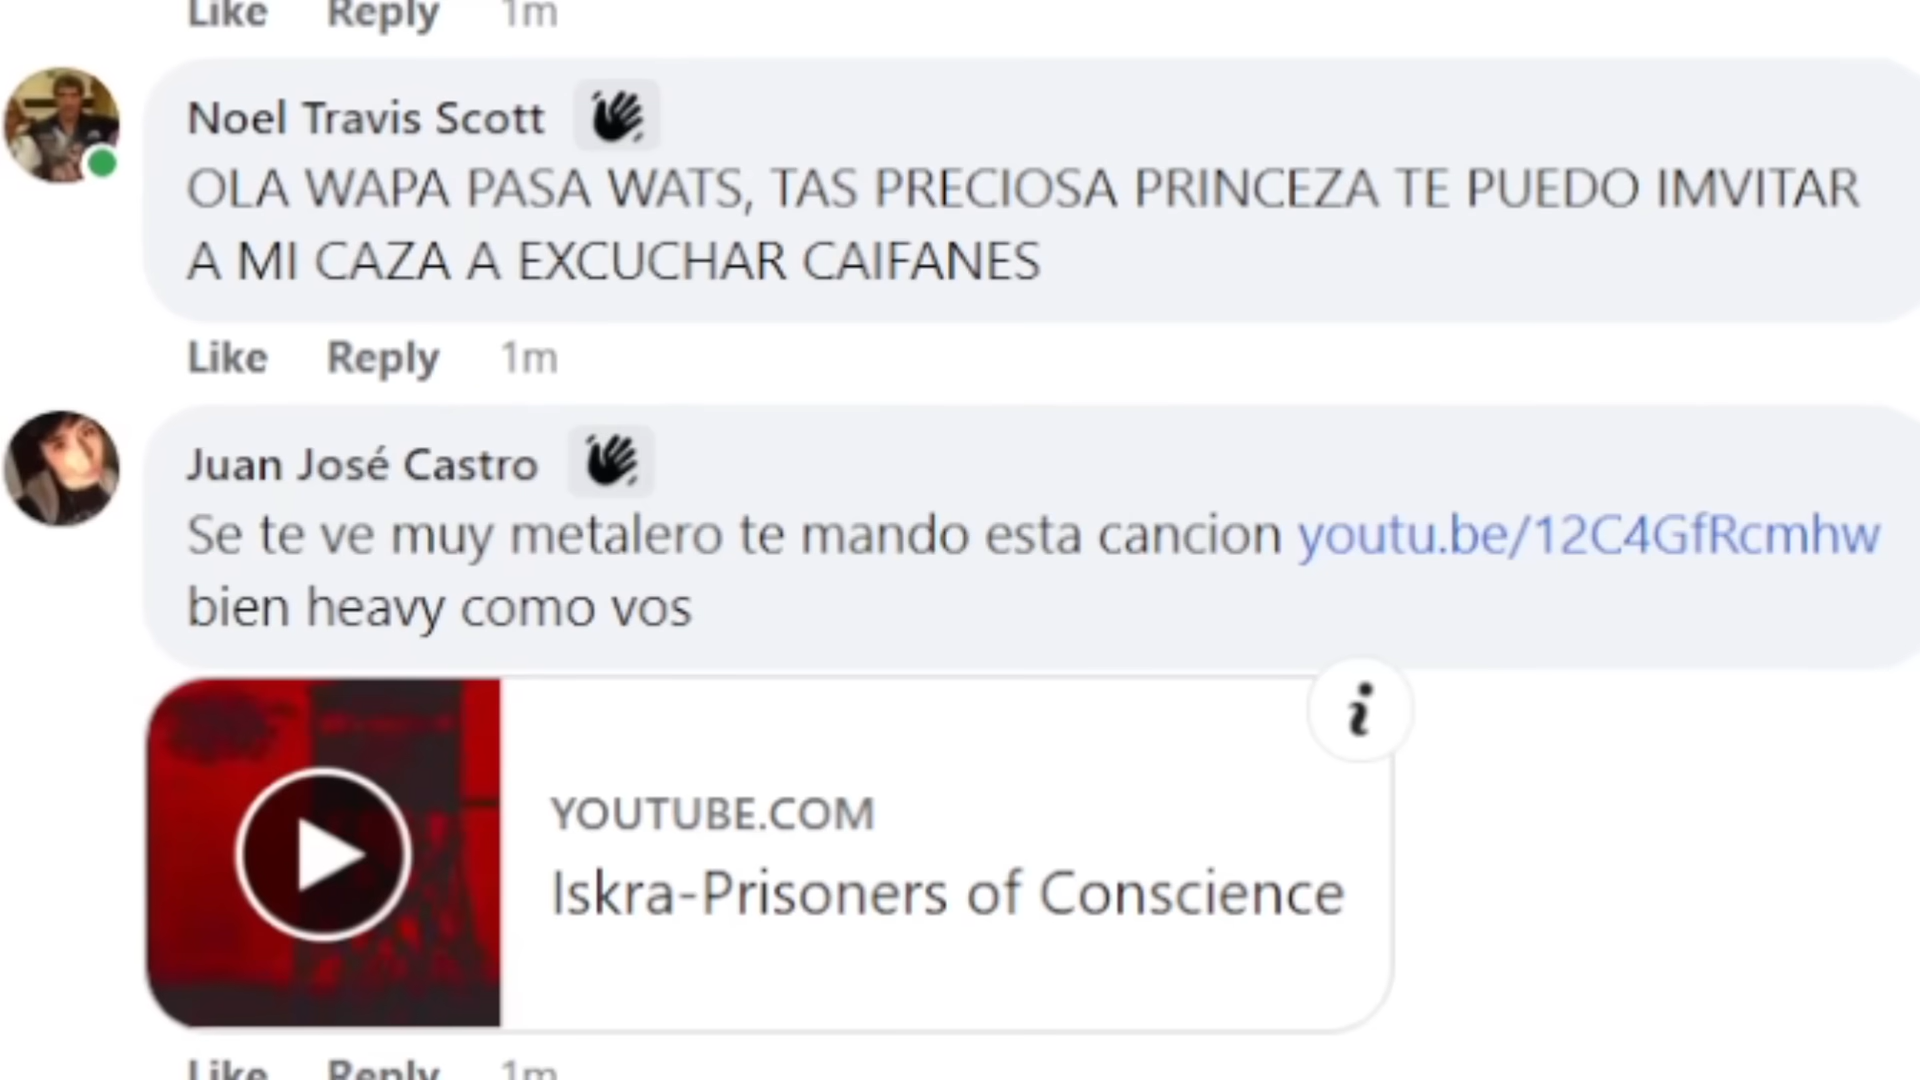 Like Reply 1m
Noel Travis Scott
OLA WAPA PASA WATS, TAS PRECIOSA PRINCEZA TE PUEDO IMVITAR
A MI CAZA A EXCUCHAR CAIFANES
Like Reply 1m
Juan José Castro
Se te ve muy metalero te mando esta cancion youtu.be/12C4GfRcmhw
bien heavy como vos
YOUTUBE.COM
Iskra-Prisoners of Conscience
Like Reply 1m